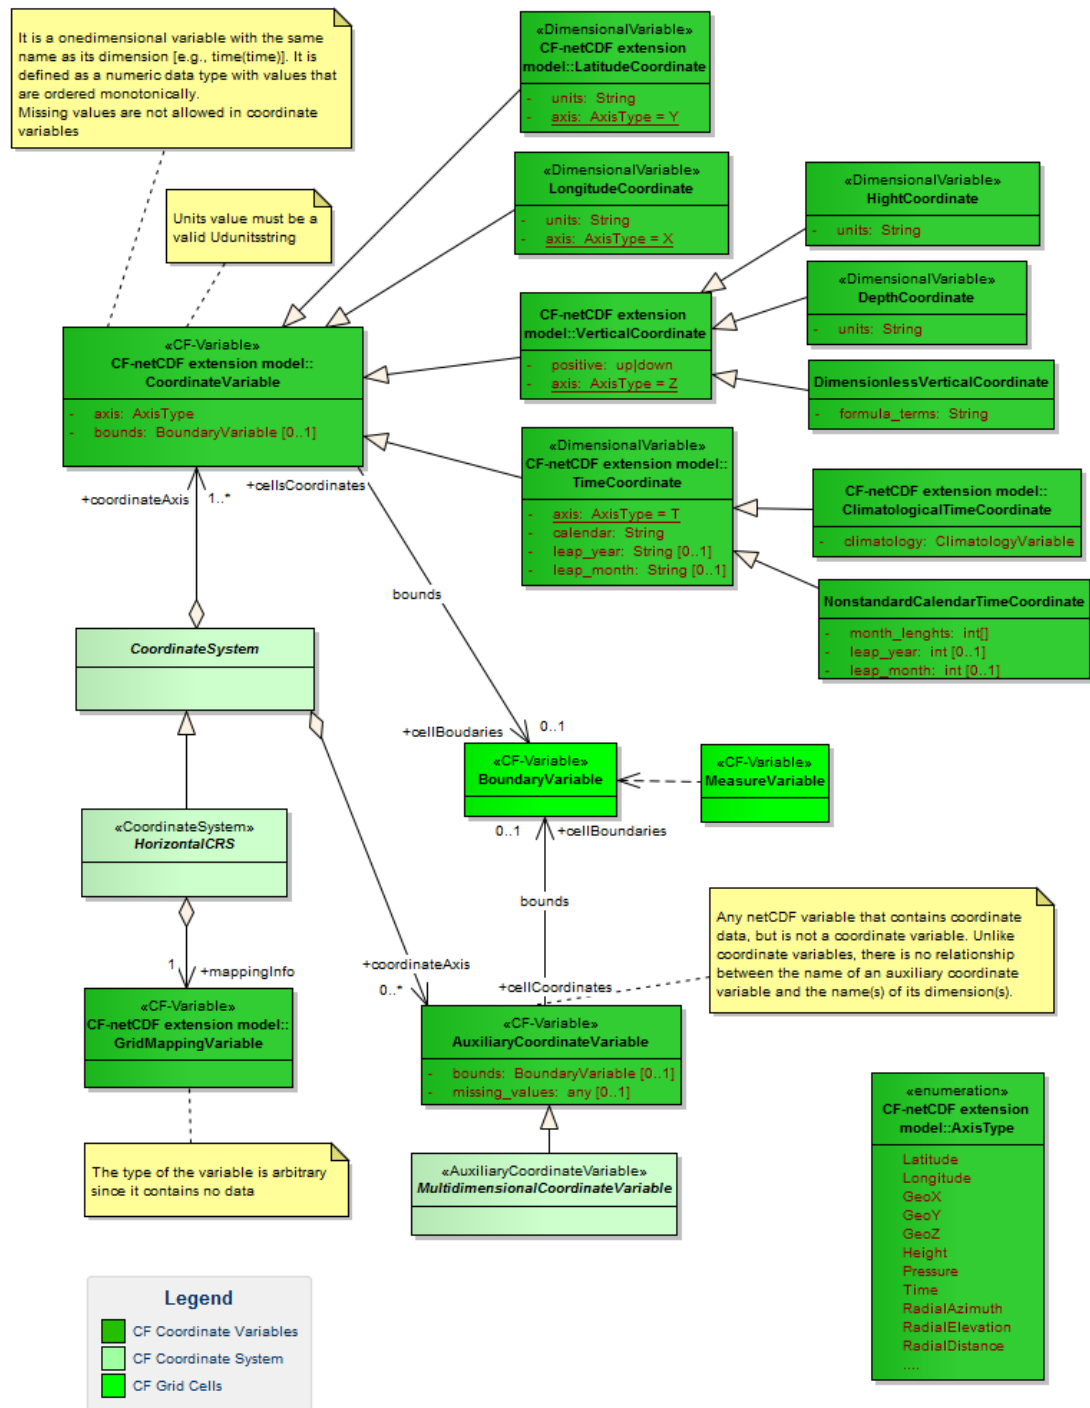 It is a onedimensional variable with the same
name as its dimension [e.g., time(time)]. It is
defined as a numeric data type with values that
are ordered monotonically.
Missing values are not allowed in coordinate
variables
Units value must be a
valid Udunitsstring
«DimensionalVariable»
CF-netCDF extension
model::LatitudeCoordinate
- units: String
- axis: AxisType = Y
«DimensionalVariable»
LongitudeCoordinate
- units: String
- axis: AxisType = X
«DimensionalVariable»
HightCoordinate
- units: String
«DimensionalVariable»
DepthCoordinate
- units: String
CF-netCDF extension
model::VerticalCoordinate
- positive: up|down
- axis: AxisType = Z
DimensionlessVerticalCoordinate
- formula_terms: String
«CF-Variable»
CF-netCDF extension model::
CoordinateVariable
- axis: AxisType
- bounds: BoundaryVariable [0..1]
«DimensionalVariable»
CF-netCDF extension model::
TimeCoordinate
- axis: AxisType = T
- calendar: String
- leap_year: String [0..1]
- leap_month: String [0..1]
CF-netCDF extension model::
ClimatologicalTimeCoordinate
- climatology: ClimatologyVariable
NonstandardCalendarTimeCoordinate
- month_lenghts: int[]
- leap_year: int [0..1]
- leap_month: int [0..1]
+coordinateAxis
1..*
+cellsCoordinates
bounds
CoordinateSystem
+cellBoudaries
0..1
«CF-Variable»
BoundaryVariable
«CF-Variable»
MeasureVariable
0..1
+cellBoundaries
bounds
«CoordinateSystem»
HorizontalCRS
1
+mappingInfo
+coordinateAxis
0..*
+cellCoordinates
Any netCDF variable that contains coordinate
data, but is not a coordinate variable. Unlike
coordinate variables, there is no relationship
between the name of an auxiliary coordinate
variable and the name(s) of its dimension(s).
«CF-Variable»
CF-netCDF extension model::
GridMappingVariable
«CF-Variable»
AuxiliaryCoordinateVariable
- bounds: BoundaryVariable [0..1]
- missing_values: any [0..1]
The type of the variable is arbitrary
since it contains no data
«AuxiliaryCoordinateVariable»
MultidimensionalCoordinateVariable
«enumeration»
CF-netCDF extension
model::AxisType
Latitude
Longitude
GeoX
GeoY
GeoZ
Height
Pressure
Time
RadialAzimuth
RadialElevation
RadialDistance
....
Legend
CF Coordinate Variables
CF Coordinate System
CF Grid Cells